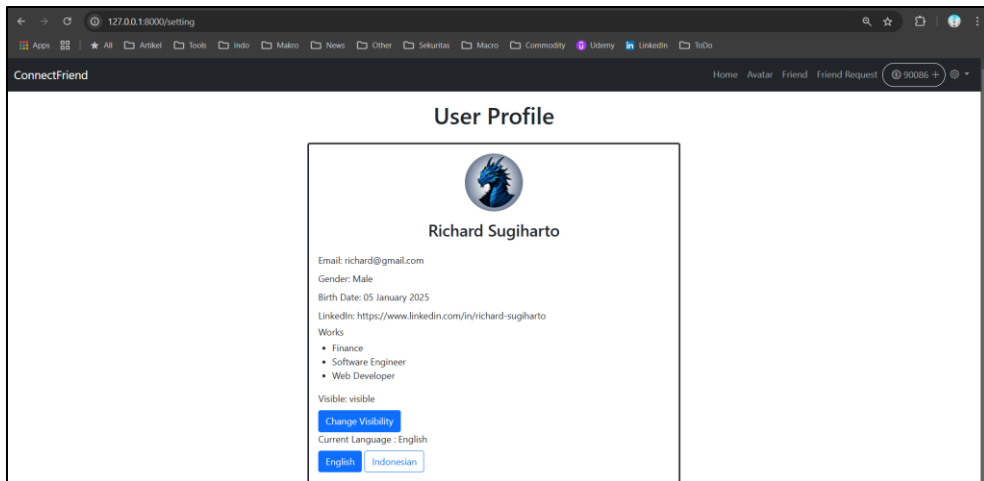 127.0.0.1:8000/setting
Apps All Artikel Tools Indo Makro News Other Sekuritas Macro Commodity Udemy LinkedIn ToDo
ConnectFriend Home Avatar Friend Friend Request 90086 +
User Profile
Richard Sugiharto
Email: richard@gmail.com
Gender: Male
Birth Date: 05 January 2025
LinkedIn: https://www.linkedin.com/in/richard-sugiharto
Works
• Finance
• Software Engineer
• Web Developer
Visible: visible
Change Visibility
Current Language : English
English Indonesian